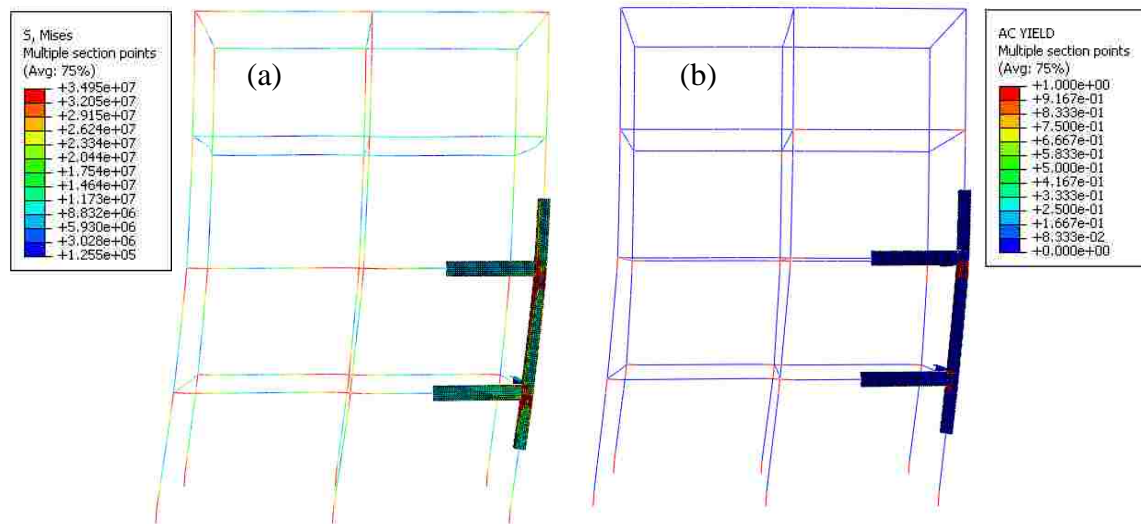 S, Mises
Multiple section points
(Avg: 75%)
+3.495e+07
+3.205e+07
+2.915e+07
+2.624e+07
+2.334e+07
+2.044e+07
+1.754e+07
+1.464e+07
+1.173e+07
+8.832e+06
+5.930e+06
+3.028e+06
+1.255e+05
(a)
(b)
AC YIELD
Multiple section points
(Avg: 75%)
+1.000e+00
+9.167e-01
+8.333e-01
+7.500e-01
+6.667e-01
+5.833e-01
+5.000e-01
+4.167e-01
+3.333e-01
+2.500e-01
+1.667e-01
+8.333e-02
+0.000e+00